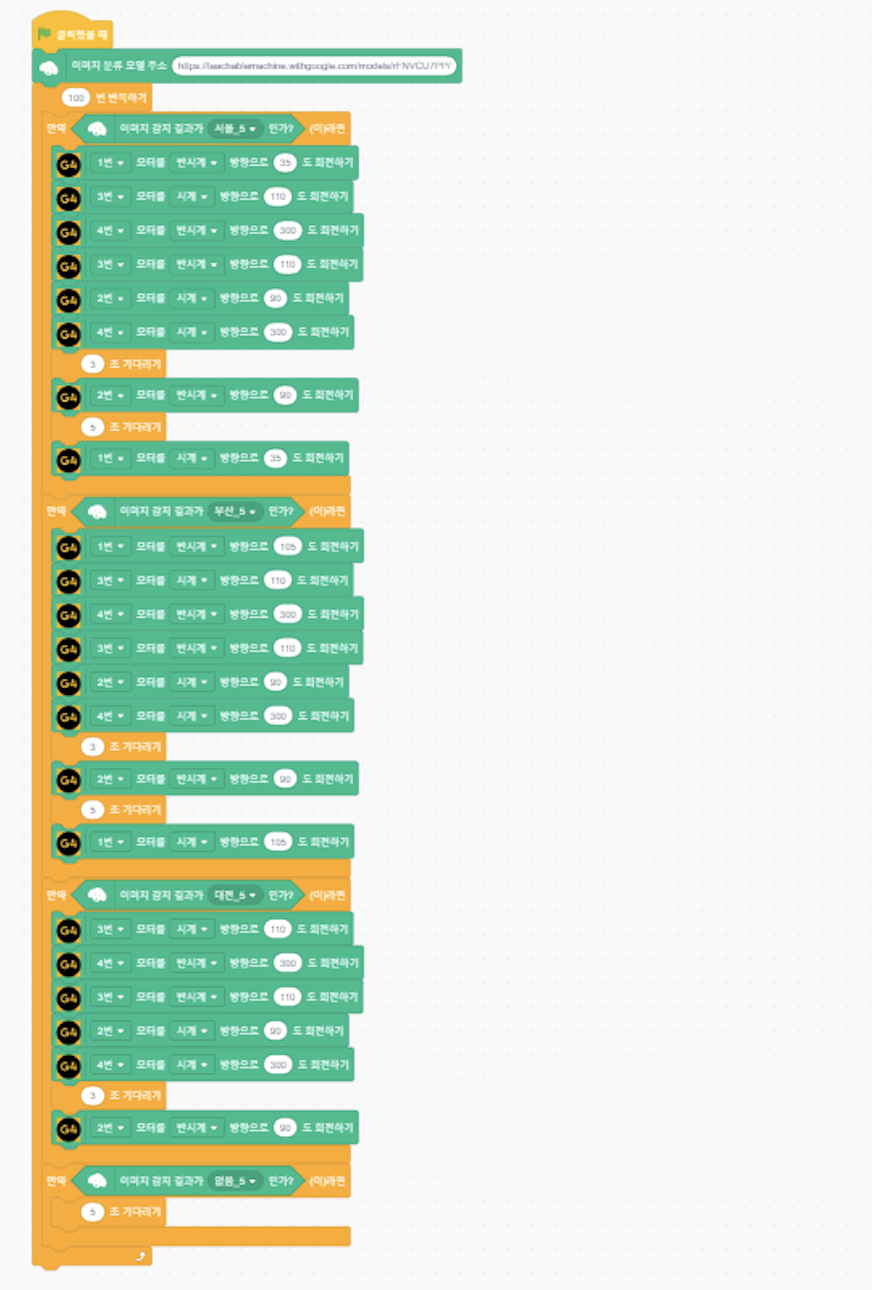 클릭했을 때
이미지 분류 모델 주소 https://teachablemachine.withgoogle.com/models/
100 번 반복하기
만약 이미지 감지 결과가 서울_5 인가? (이)라면
G4 1번 모터를 반시계 방향으로 35 도 회전하기
G4 3번 모터를 시계 방향으로 110 도 회전하기
G4 4번 모터를 반시계 방향으로 300 도 회전하기
G4 3번 모터를 반시계 방향으로 110 도 회전하기
G4 2번 모터를 시계 방향으로 90 도 회전하기
G4 4번 모터를 시계 방향으로 300 도 회전하기
3 초 기다리기
G4 2번 모터를 반시계 방향으로 90 도 회전하기
5 초 기다리기
G4 1번 모터를 시계 방향으로 35 도 회전하기
만약 이미지 감지 결과가 부산_5 인가? (이)라면
G4 1번 모터를 반시계 방향으로 105 도 회전하기
G4 3번 모터를 시계 방향으로 110 도 회전하기
G4 4번 모터를 반시계 방향으로 300 도 회전하기
G4 3번 모터를 반시계 방향으로 110 도 회전하기
G4 2번 모터를 시계 방향으로 90 도 회전하기
G4 4번 모터를 시계 방향으로 300 도 회전하기
3 초 기다리기
G4 2번 모터를 반시계 방향으로 90 도 회전하기
5 초 기다리기
G4 1번 모터를 시계 방향으로 105 도 회전하기
만약 이미지 감지 결과가 대전_5 인가? (이)라면
G4 3번 모터를 시계 방향으로 110 도 회전하기
G4 4번 모터를 반시계 방향으로 300 도 회전하기
G4 3번 모터를 반시계 방향으로 110 도 회전하기
G4 2번 모터를 시계 방향으로 90 도 회전하기
G4 4번 모터를 시계 방향으로 300 도 회전하기
3 초 기다리기
G4 2번 모터를 반시계 방향으로 90 도 회전하기
만약 이미지 감지 결과가 없음_5 인가? (이)라면
5 초 기다리기